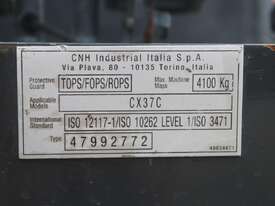 CNH Industrial Italia S.p.A.
Via Plava, 80 - 10135 Torino Italia
Protective Guard TOPS/FOPS/ROPS Max. Machine Mask 4100 Kg
Applicable Models CX37C
International Standard ISO 12117-1/ISO 10262 LEVEL 1/ISO 3471
Type 47992772